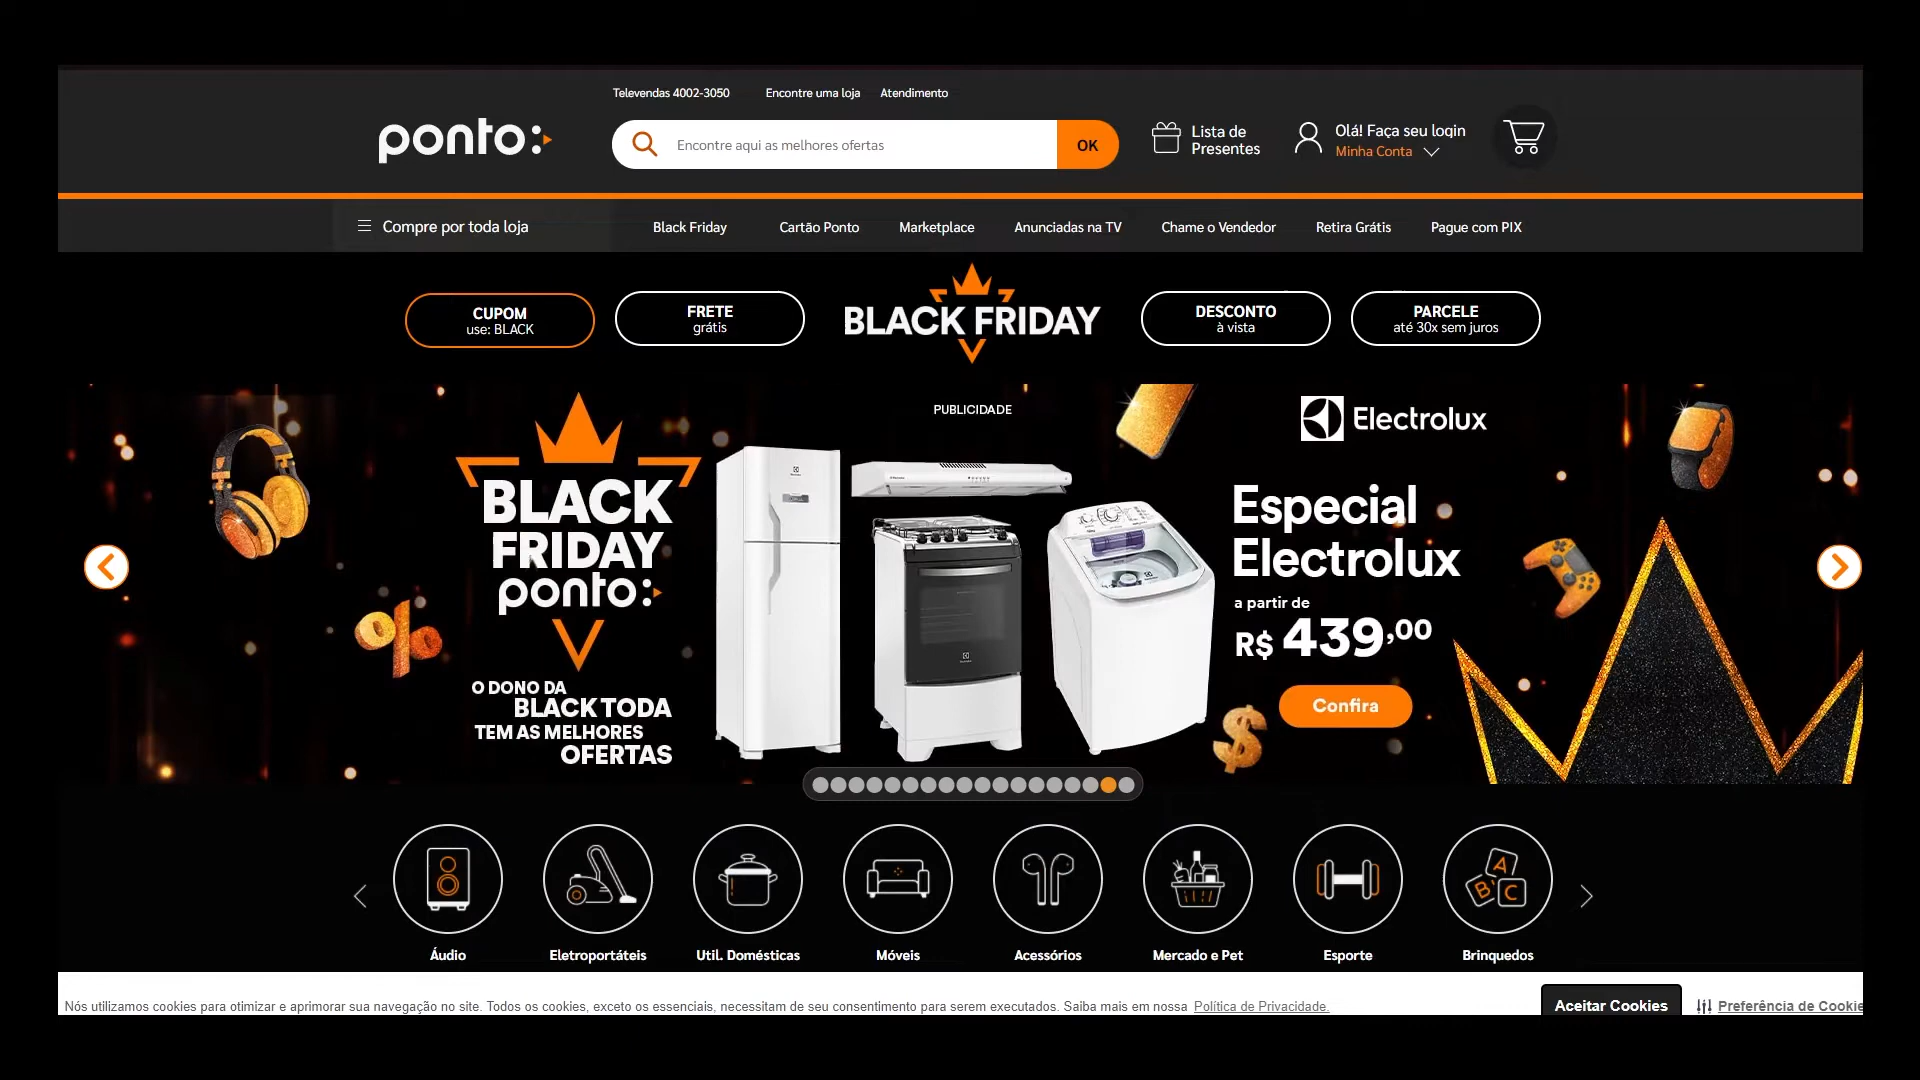 Televendas 4002-3050 Encontre uma loja Atendimento
ponto:
Encontre aqui as melhores ofertas
OK
Lista de
Presentes
Olá! Faça seu login
Minha Conta
Compre por toda loja
Black Friday Cartão Ponto Marketplace Anunciadas na TV Chame o Vendedor Retira Grátis Pague com PIX
CUPOM
use: BLACK
FRETE
grátis
BLACK FRIDAY
DESCONTO
à vista
PARCELE
até 30x sem juros
PUBLICIDADE
BLACK
FRIDAY
ponto:
O DONO DA
BLACK TODA
TEM AS MELHORES
OFERTAS
Electrolux
Especial
Electrolux
a partir de
R$ 439,00
Confira
Áudio Eletroportáteis Util. Domésticas Móveis Acessórios Mercado e Pet Esporte Brinquedos
Nós utilizamos cookies para otimizar e aprimorar sua navegação no site. Todos os cookies, exceto os essenciais, necessitam de seu consentimento para serem executados. Saiba mais em nossa Política de Privacidade.
Aceitar Cookies
Preferência de Cookie